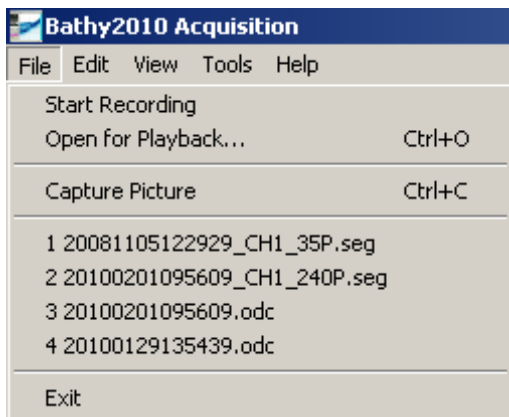 Bathy2010 Acquisition
File Edit View Tools Help
Start Recording
Open for Playback... Ctrl+O
Capture Picture Ctrl+C
1 20081105122929_CH1_35P.seg
2 20100201095609_CH1_240P.seg
3 20100201095609.odc
4 20100129135439.odc
Exit